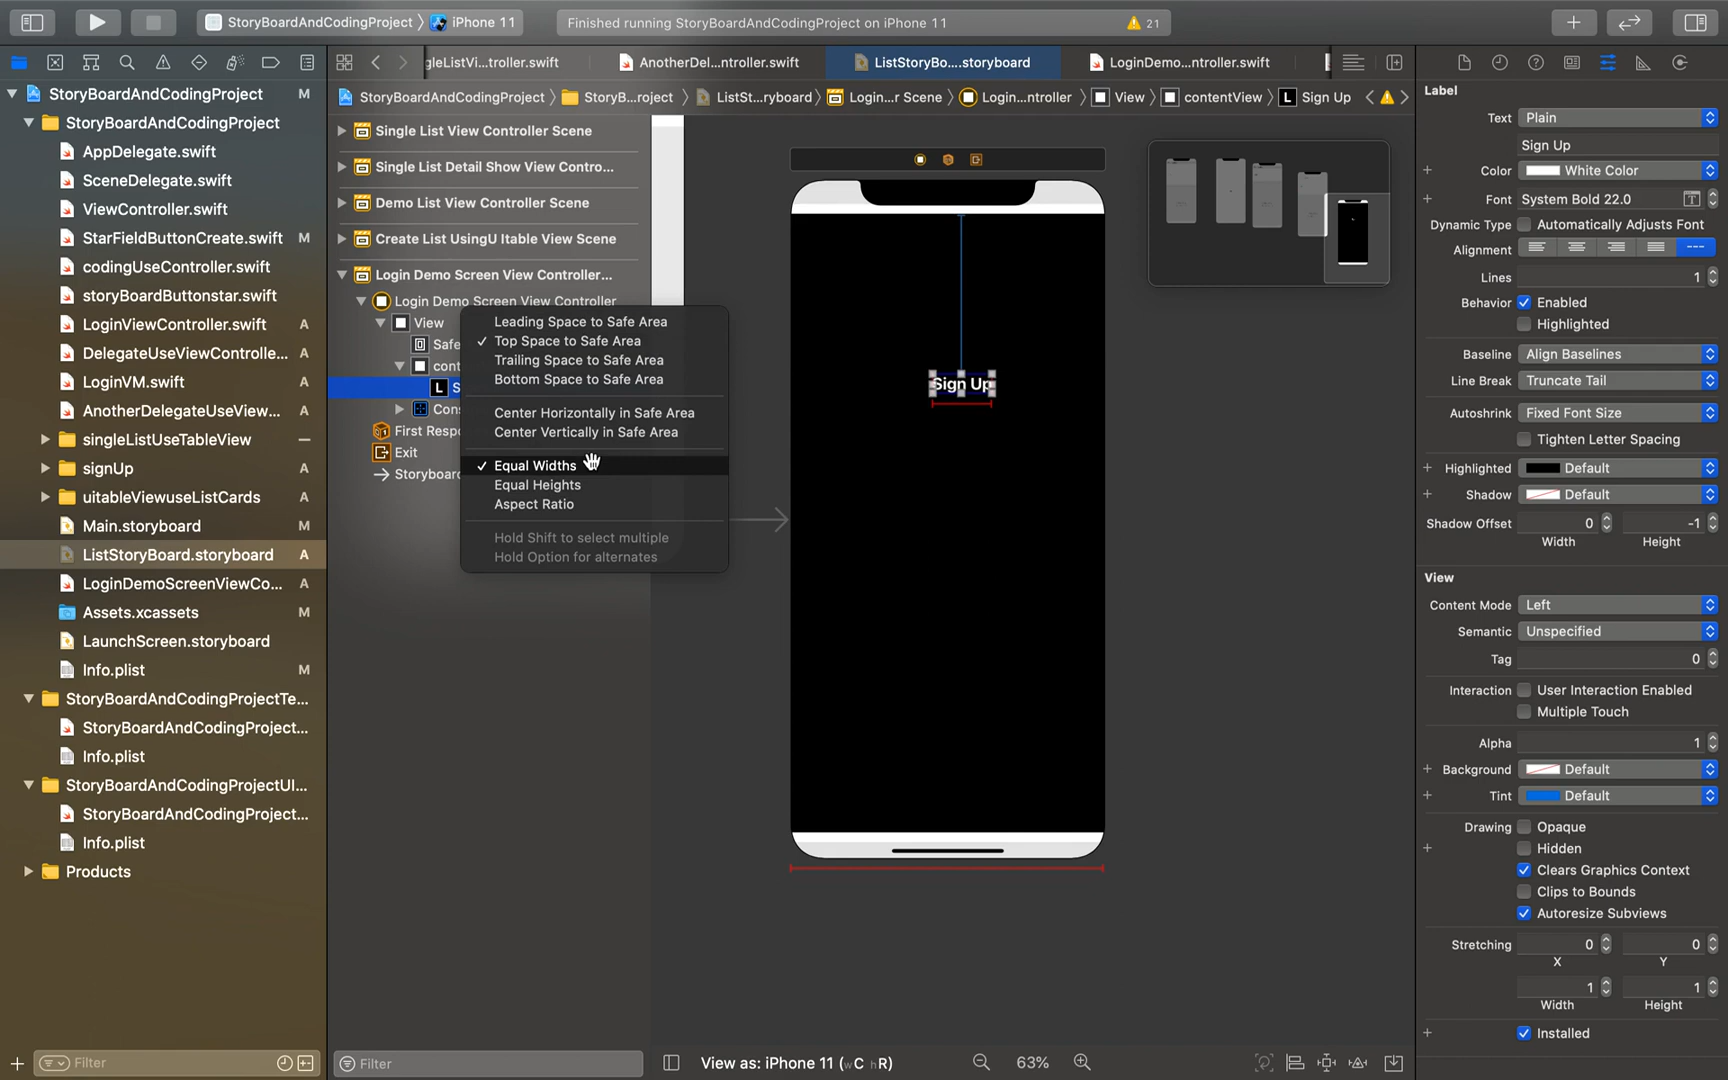 StoryBoardAndCodingProject
iPhone 11
Finished running StoryBoardAndCodingProject on iPhone 11
21
gleListVi...troller.swift
AnotherDel...ntroller.swift
ListStoryBo....storyboard
LoginDemo...ntroller.swift
StoryBoardAndCodingProject
StoryB...roject
ListSt...ryboard
Login...r Scene
Login...ntroller
View
contentView
L
Sign Up
StoryBoardAndCodingProject
M
StoryBoardAndCodingProject
AppDelegate.swift
SceneDelegate.swift
ViewController.swift
StarFieldButtonCreate.swift
M
codingUseController.swift
storyBoardButtonstar.swift
LoginViewController.swift
A
DelegateUseViewControlle...
A
LoginVM.swift
A
AnotherDelegateUseView...
A
singleListUseTableView
signUp
uitableViewuseListCards
Main.storyboard
M
ListStoryBoard.storyboard
A
LoginDemoScreenViewCo...
A
Assets.xcassets
M
LaunchScreen.storyboard
Info.plist
M
StoryBoardAndCodingProjectTe...
StoryBoardAndCodingProject...
Info.plist
StoryBoardAndCodingProjectUI...
StoryBoardAndCodingProject...
Info.plist
Products
Filter
Single List View Controller Scene
Single List Detail Show View Contro...
Demo List View Controller Scene
Create List UsingU Itable View Scene
Login Demo Screen View Controller...
Login Demo Screen View Controller
View
Safe
cont
L
S
Cons
First Resp
Exit
Storyboar
Filter
Leading Space to Safe Area
✓ Top Space to Safe Area
Trailing Space to Safe Area
Bottom Space to Safe Area
Center Horizontally in Safe Area
Center Vertically in Safe Area
✓ Equal Widths
Equal Heights
Aspect Ratio
Hold Shift to select multiple
Hold Option for alternates
Sign Up
View as: iPhone 11 (wC hR)
63%
Label
Text
Plain
Sign Up
Color
White Color
Font
System Bold 22.0
T
Dynamic Type
Automatically Adjusts Font
Alignment
Lines
1
Behavior
Enabled
Highlighted
Baseline
Align Baselines
Line Break
Truncate Tail
Autoshrink
Fixed Font Size
Tighten Letter Spacing
Highlighted
Default
Shadow
Default
Shadow Offset
0
-1
Width
Height
View
Content Mode
Left
Semantic
Unspecified
Tag
0
Interaction
User Interaction Enabled
Multiple Touch
Alpha
1
Background
Default
Tint
Default
Drawing
Opaque
Hidden
Clears Graphics Context
Clips to Bounds
Autoresize Subviews
Stretching
0
0
X
Y
1
1
Width
Height
Installed